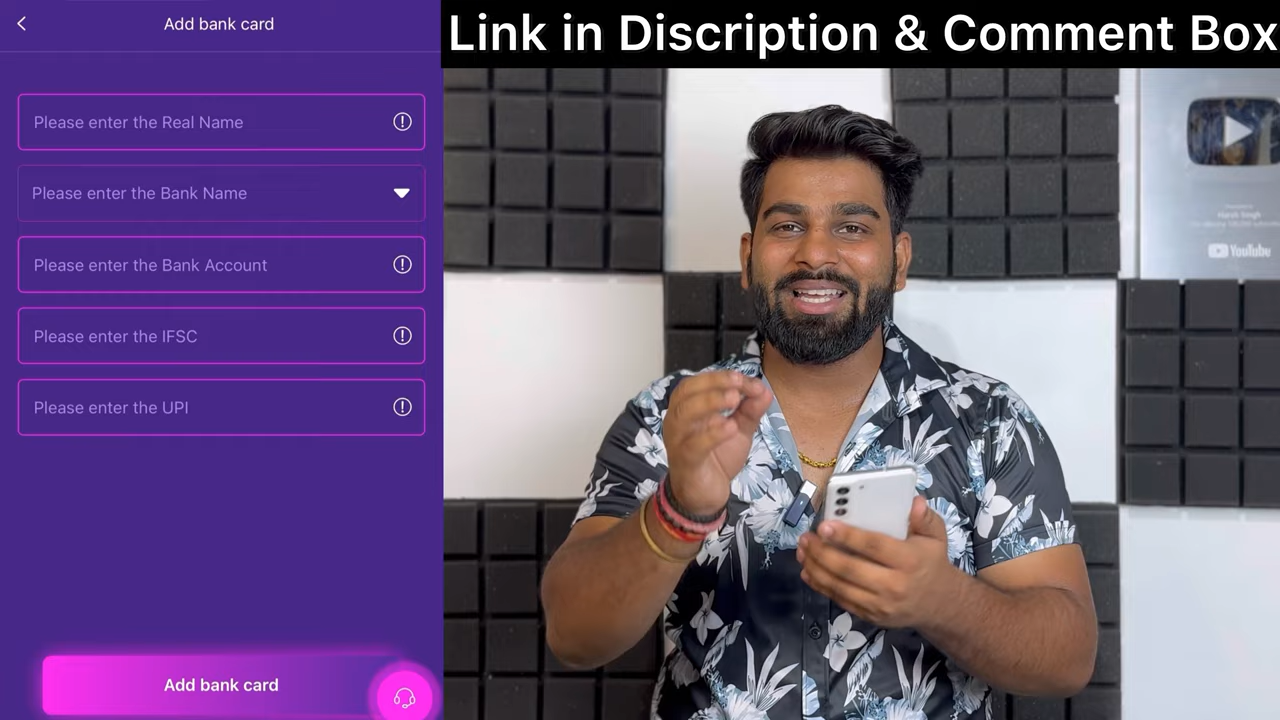 Add bank card
Please enter the Real Name
Please enter the Bank Name
Please enter the Bank Account
Please enter the IFSC
Please enter the UPI
Add bank card
Link in Discription & Comment Box
YouTube